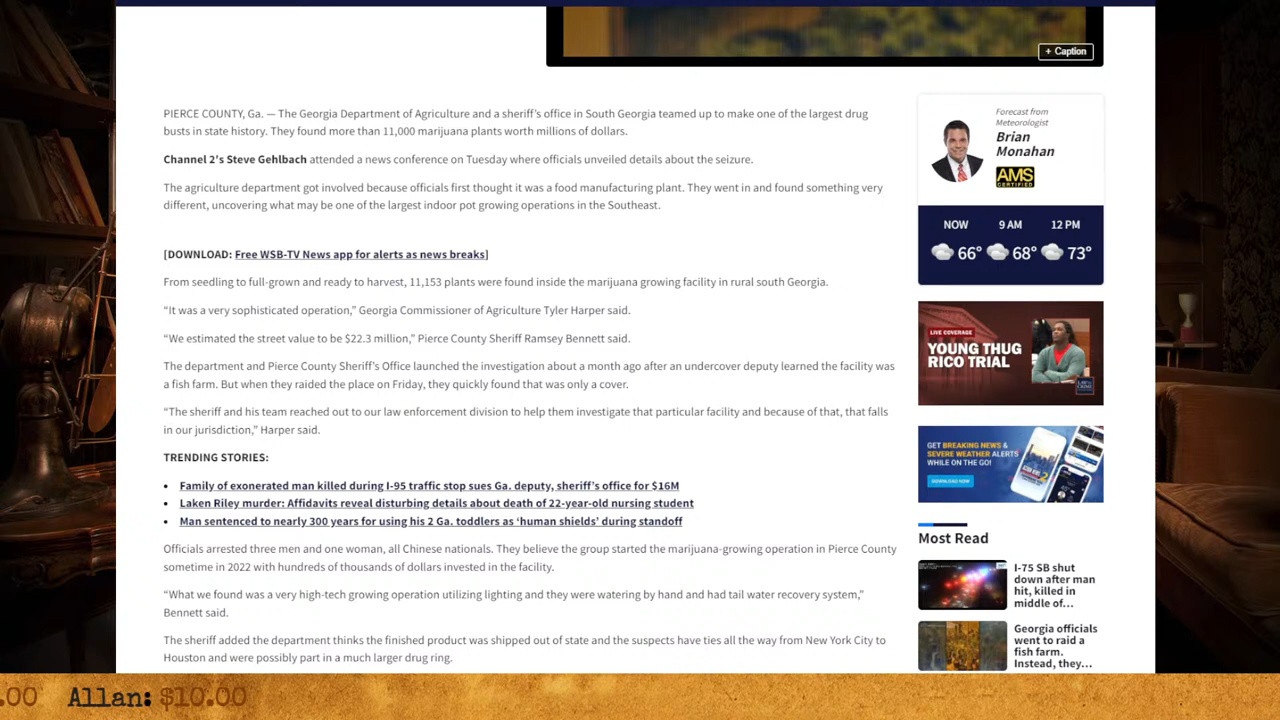 + Caption
PIERCE COUNTY, Ga. — The Georgia Department of Agriculture and a sheriff's office in South Georgia teamed up to make one of the largest drug
busts in state history. They found more than 11,000 marijuana plants worth millions of dollars.
Channel 2's Steve Gehlbach attended a news conference on Tuesday where officials unveiled details about the seizure.
The agriculture department got involved because officials first thought it was a food manufacturing plant. They went in and found something very
different, uncovering what may be one of the largest indoor pot growing operations in the Southeast.
[DOWNLOAD: Free WSB-TV News app for alerts as news breaks]
From seedling to full-grown and ready to harvest, 11,153 plants were found inside the marijuana growing facility in rural south Georgia.
“It was a very sophisticated operation,” Georgia Commissioner of Agriculture Tyler Harper said.
“We estimated the street value to be $22.3 million,” Pierce County Sheriff Ramsey Bennett said.
The department and Pierce County Sheriff's Office launched the investigation about a month ago after an undercover deputy learned the facility was
a fish farm. But when they raided the place on Friday, they quickly found that was only a cover.
“The sheriff and his team reached out to our law enforcement division to help them investigate that particular facility and because of that, that falls
in our jurisdiction,” Harper said.
TRENDING STORIES:
• Family of exonerated man killed during I-95 traffic stop sues Ga. deputy, sheriff's office for $16M
• Laken Riley murder: Affidavits reveal disturbing details about death of 22-year-old nursing student
• Man sentenced to nearly 300 years for using his 2 Ga. toddlers as ‘human shields’ during standoff
Officials arrested three men and one woman, all Chinese nationals. They believe the group started the marijuana-growing operation in Pierce County
sometime in 2022 with hundreds of thousands of dollars invested in the facility.
“What we found was a very high-tech growing operation utilizing lighting and they were watering by hand and had tail water recovery system,”
Bennett said.
The sheriff added the department thinks the finished product was shipped out of state and the suspects have ties all the way from New York City to
Houston and were possibly part in a much larger drug ring.
Forecast from
Meteorologist
Brian
Monahan
AMS
CERTIFIED
NOW 9 AM 12 PM
66° 68° 73°
LIVE COVERAGE
YOUNG THUG
RICO TRIAL
GET BREAKING NEWS &
SEVERE WEATHER ALERTS
WHILE ON THE GO!
DOWNLOAD NOW
Most Read
I-75 SB shut
down after man
hit, killed in
middle of...
Georgia officials
went to raid a
fish farm.
Instead, they...
.00 Allan: $10.00